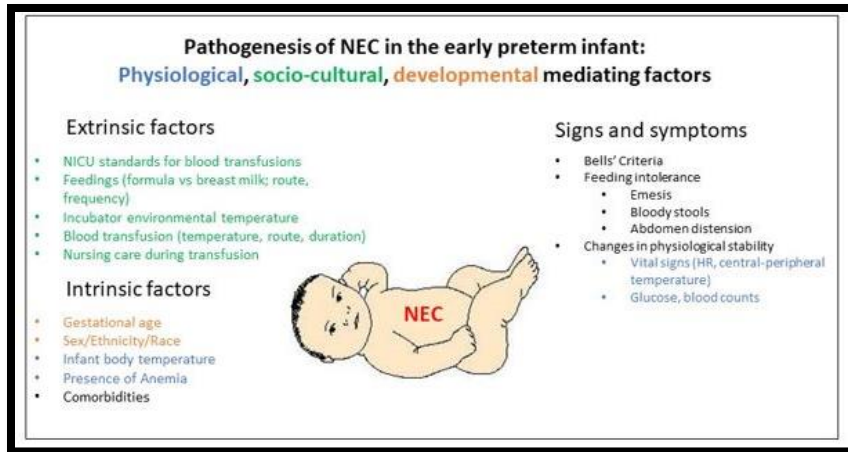 Pathogenesis of NEC in the early preterm infant:
Physiological, socio-cultural, developmental mediating factors
Extrinsic factors
• NICU standards for blood transfusions
• Feedings (formula vs breast milk; route,
frequency)
• Incubator environmental temperature
• Blood transfusion (temperature, route, duration)
• Nursing care during transfusion
Intrinsic factors
• Gestational age
• Sex/Ethnicity/Race
• Infant body temperature
• Presence of Anemia
• Comorbidities
NEC
Signs and symptoms
• Bells' Criteria
• Feeding intolerance
• Emesis
• Bloody stools
• Abdomen distension
• Changes in physiological stability
• Vital signs (HR, central-peripheral
temperature)
• Glucose, blood counts